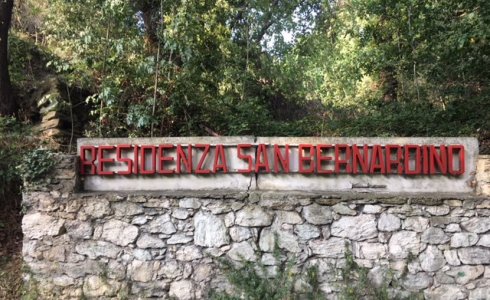 RESIDENZA SAN BERNARDINO